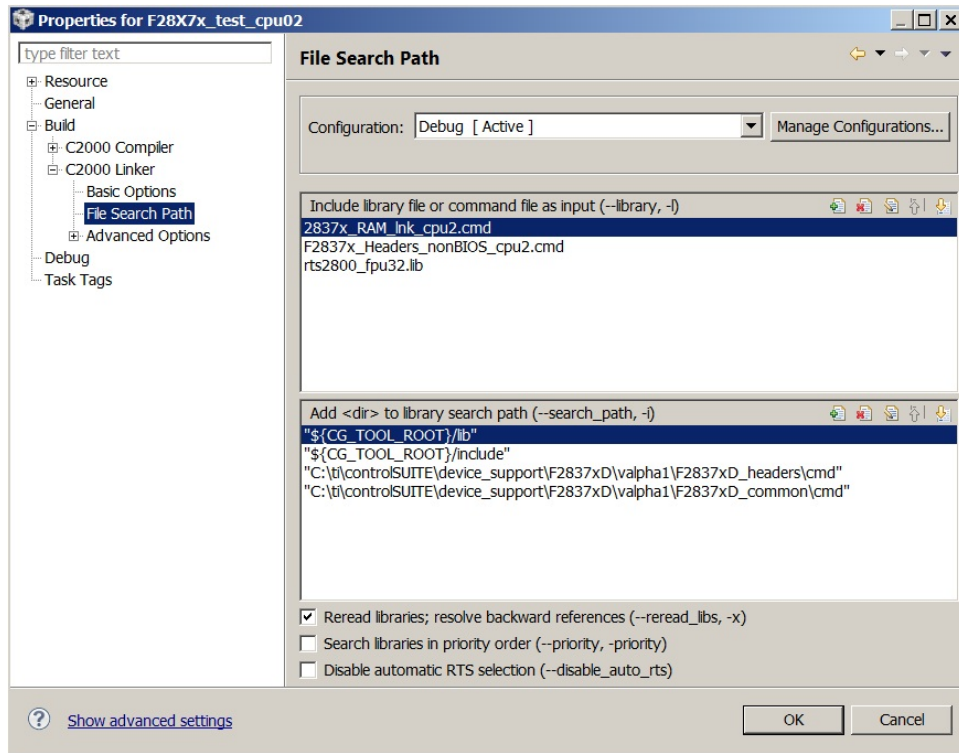 Properties for F28X7x_test_cpu02
type filter text
Resource
General
Build
C2000 Compiler
C2000 Linker
Basic Options
File Search Path
Advanced Options
Debug
Task Tags
File Search Path
Configuration: Debug [ Active ] Manage Configurations...
Include library file or command file as input (--library, -l)
2837x_RAM_lnk_cpu2.cmd
F2837x_Headers_nonBIOS_cpu2.cmd
rts2800_fpu32.lib
Add <dir> to library search path (--search_path, -i)
"${CG_TOOL_ROOT}/lib"
"${CG_TOOL_ROOT}/include"
"C:\ti\controlSUITE\device_support\F2837xD\valpha1\F2837xD_headers\cmd"
"C:\ti\controlSUITE\device_support\F2837xD\valpha1\F2837xD_common\cmd"
Reread libraries; resolve backward references (--reread_libs, -x)
Search libraries in priority order (--priority, -priority)
Disable automatic RTS selection (--disable_auto_rts)
? Show advanced settings OK Cancel